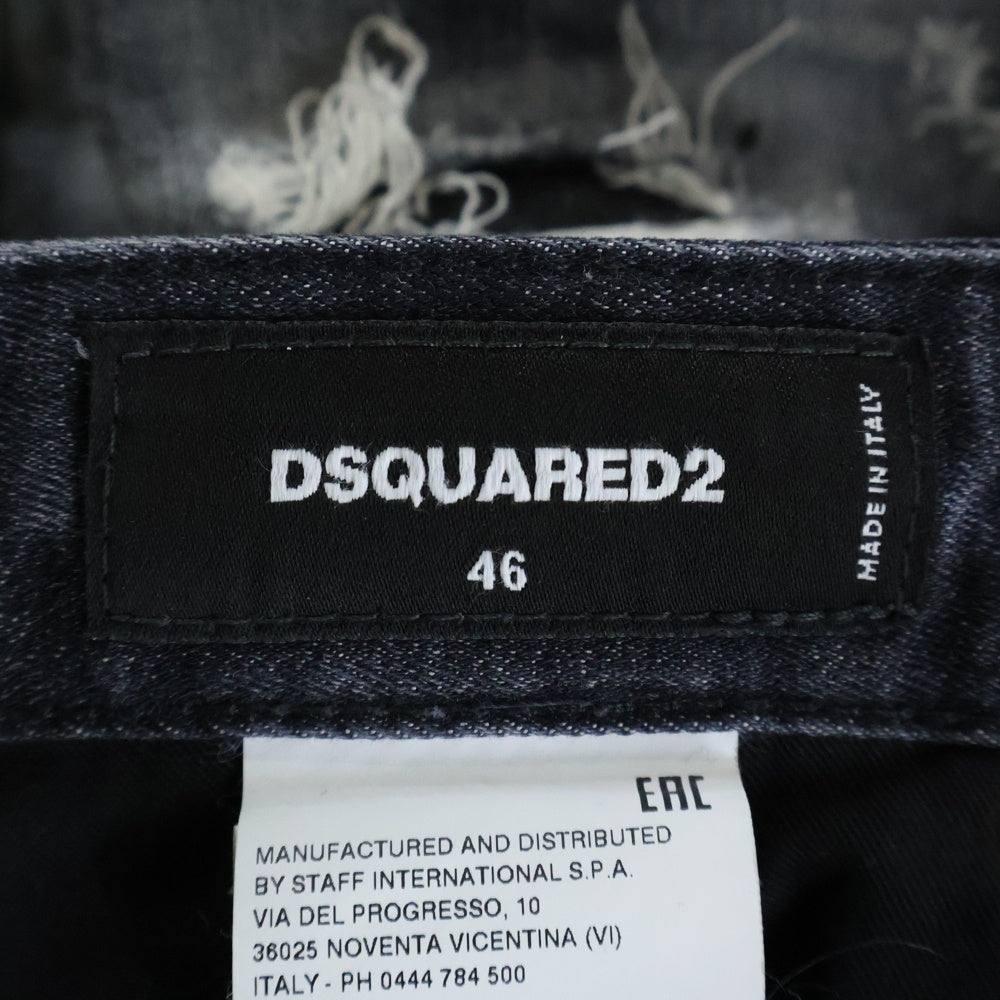 DSQUARED2
46
MADE IN ITALY
EAC
MANUFACTURED AND DISTRIBUTED
BY STAFF INTERNATIONAL S.P.A.
VIA DEL PROGRESSO, 10
36025 NOVENTA VICENTINA (VI)
ITALY - PH 0444 784 500